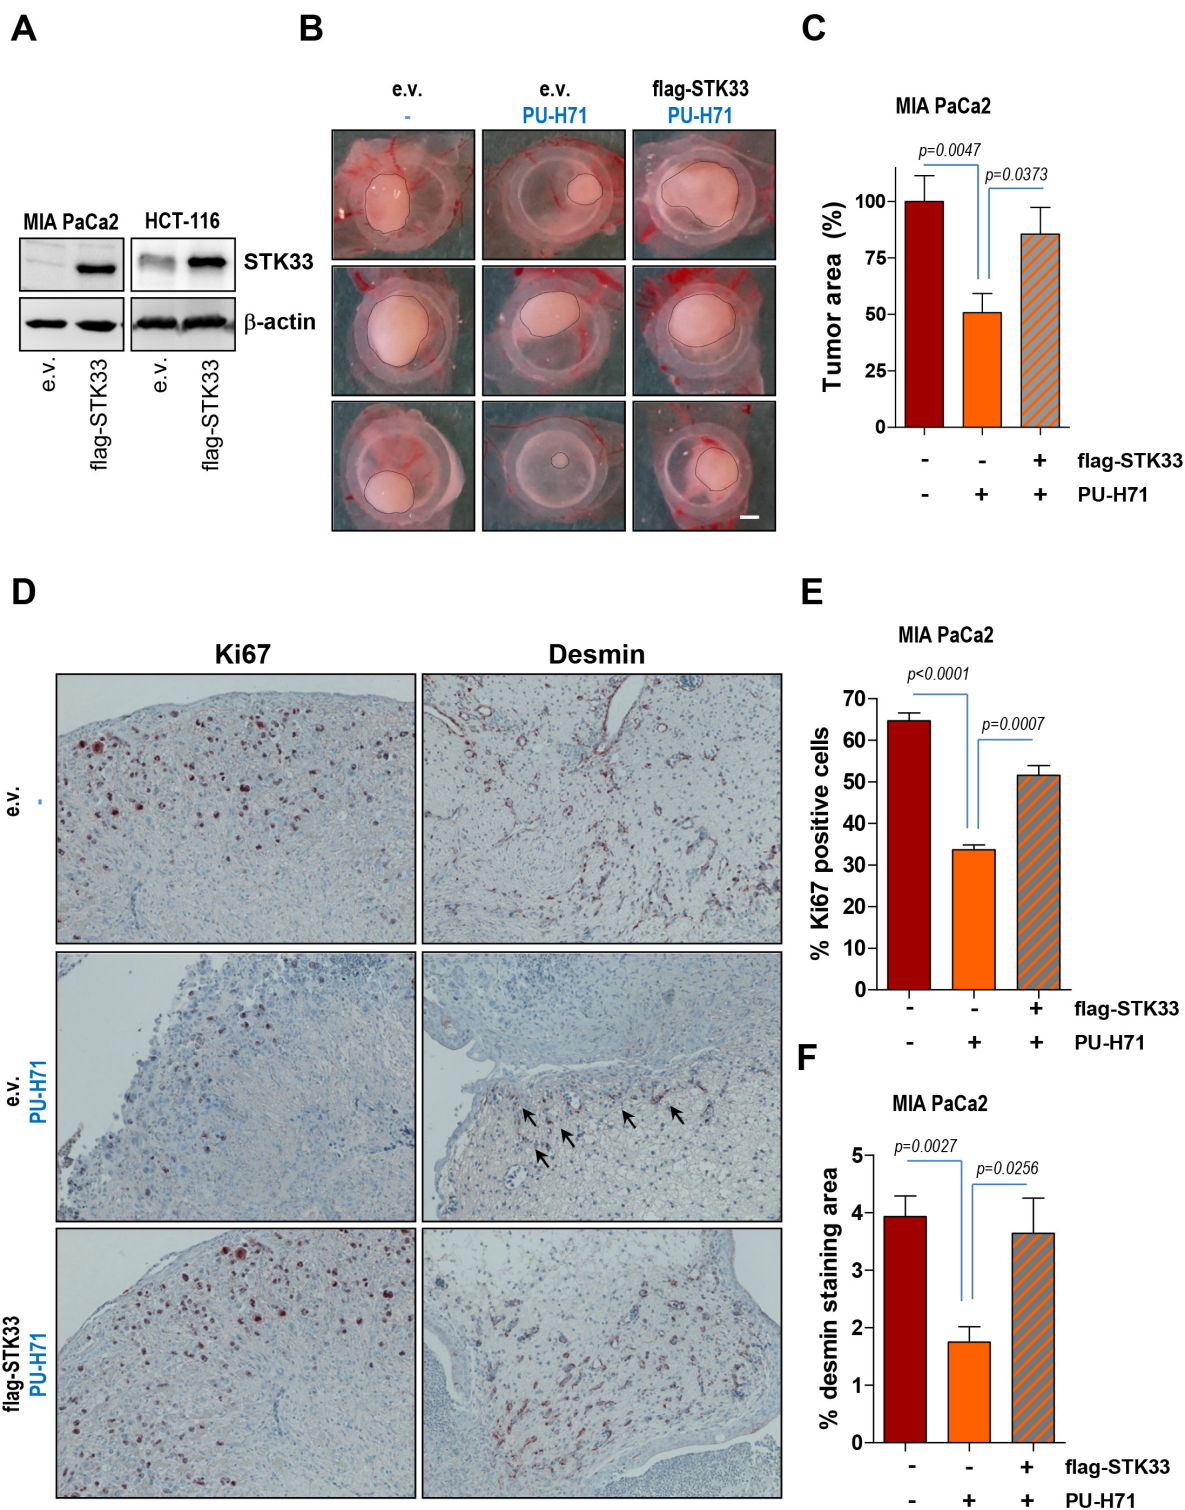 A
MIA PaCa2 HCT-116
STK33
β-actin
e.v.
flag-STK33
e.v.
flag-STK33
B
e.v. e.v. flag-STK33
- PU-H71 PU-H71
C
MIA PaCa2
p=0.0047
p=0.0373
Tumor area (%)
100
75
50
25
0
- - + flag-STK33
- + + PU-H71
D
Ki67 Desmin
e.v.
-
e.v.
PU-H71
flag-STK33
PU-H71
E
MIA PaCa2
p<0.0001
p=0.0007
% Ki67 positive cells
70
60
50
40
30
20
10
0
- - + flag-STK33
- + + PU-H71
F
MIA PaCa2
p=0.0027
p=0.0256
% desmin staining area
5
4
3
2
1
0
- - + flag-STK33
- + + PU-H71